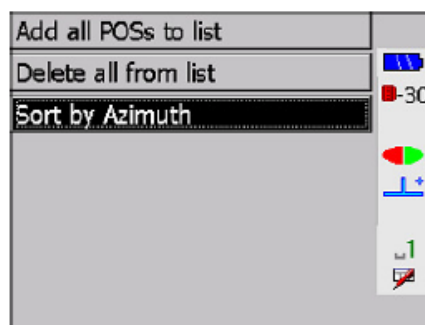 Add all POSs to list
Delete all from list
Sort by Azimuth
-30
1